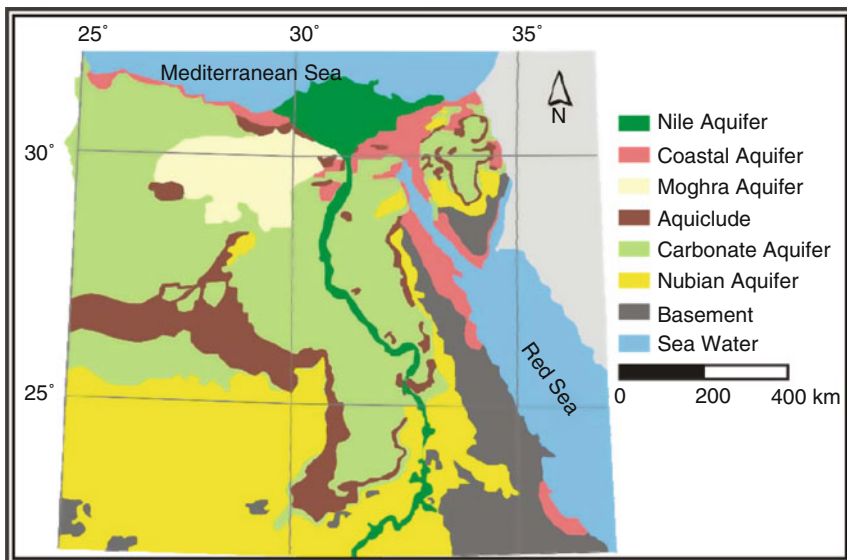 25° 30° 35°
Mediterranean Sea
N
30°
25°
Red Sea
Nile Aquifer
Coastal Aquifer
Moghra Aquifer
Aquiclude
Carbonate Aquifer
Nubian Aquifer
Basement
Sea Water
0 200 400 km